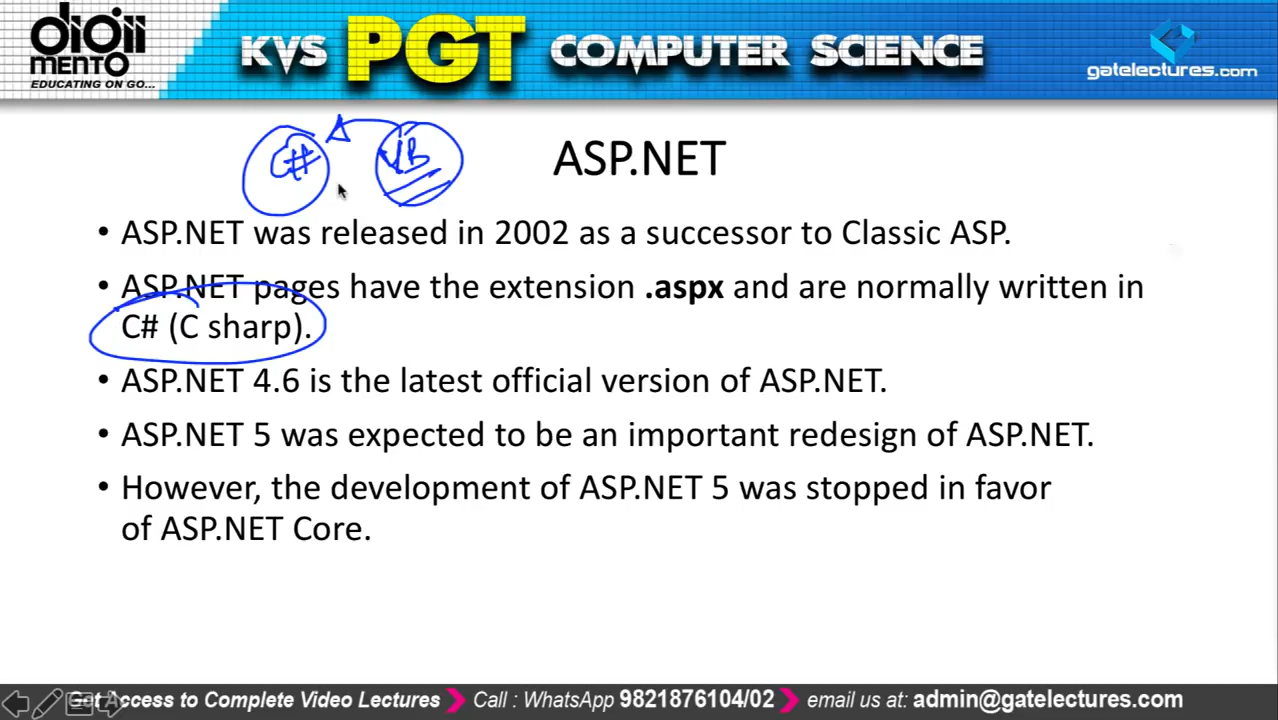 digii
MENTO
EDUCATING ON GO...
KVS PGT COMPUTER SCIENCE
gatelectures.com
C# VB
ASP.NET
• ASP.NET was released in 2002 as a successor to Classic ASP.
• ASP.NET pages have the extension .aspx and are normally written in
C# (C sharp).
• ASP.NET 4.6 is the latest official version of ASP.NET.
• ASP.NET 5 was expected to be an important redesign of ASP.NET.
• However, the development of ASP.NET 5 was stopped in favor
of ASP.NET Core.
Get Access to Complete Video Lectures Call : WhatsApp 9821876104/02 email us at: admin@gatelectures.com